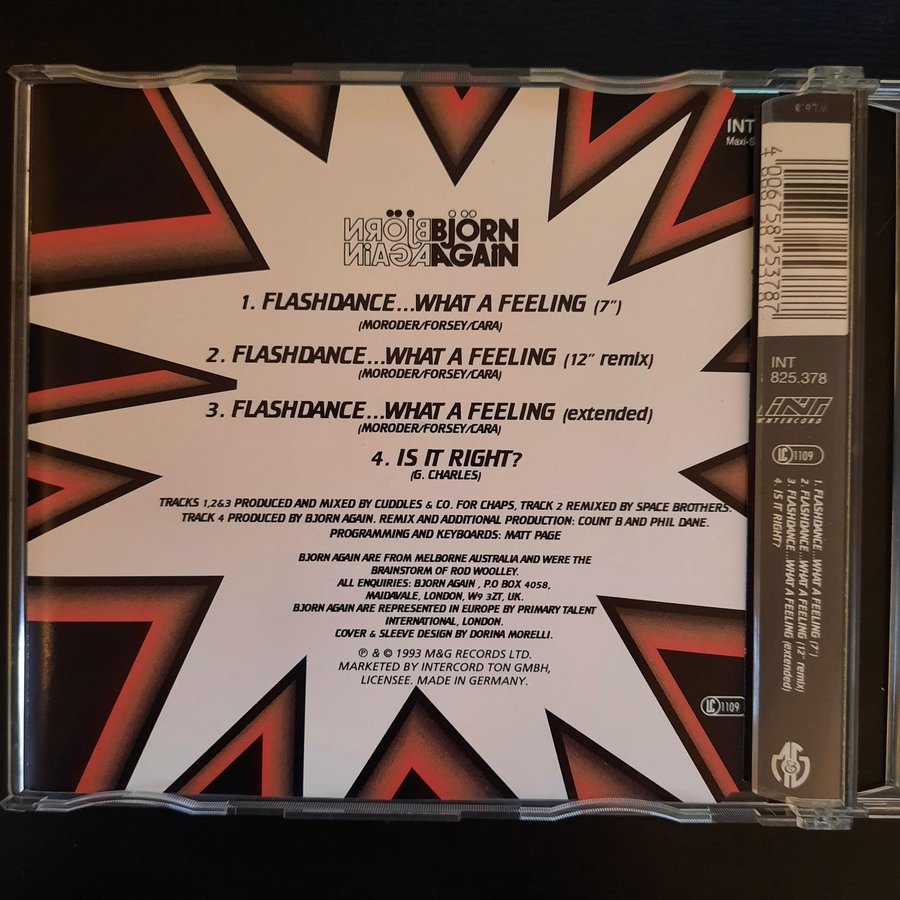 INT
Maxi-S
BJÖRN BJÖRN
AGAIN AGAIN
1. FLASHDANCE...WHAT A FEELING (7")
(MORODER/FORSEY/CARA)
2. FLASHDANCE...WHAT A FEELING (12" remix)
(MORODER/FORSEY/CARA)
3. FLASHDANCE...WHAT A FEELING (extended)
(MORODER/FORSEY/CARA)
4. IS IT RIGHT?
(G. CHARLES)
TRACKS 1,2&3 PRODUCED AND MIXED BY CUDDLES & CO. FOR CHAPS, TRACK 2 REMIXED BY SPACE BROTHERS.
TRACK 4 PRODUCED BY BJORN AGAIN. REMIX AND ADDITIONAL PRODUCTION: COUNT B AND PHIL DANE.
PROGRAMMING AND KEYBOARDS: MATT PAGE
BJORN AGAIN ARE FROM MELBORNE AUSTRALIA AND WERE THE
BRAINSTORM OF ROD WOOLLEY.
ALL ENQUIRIES: BJORN AGAIN , P.O BOX 4058,
MAIDAVALE, LONDON, W9 3ZT, UK.
BJORN AGAIN ARE REPRESENTED IN EUROPE BY PRIMARY TALENT
INTERNATIONAL, LONDON.
COVER & SLEEVE DESIGN BY DORINA MORELLI.
℗ & © 1993 M&G RECORDS LTD.
MARKETED BY INTERCORD TON GMBH,
LICENSEE. MADE IN GERMANY.
LC 1109
4 006758 253787
INT
825.378
INT
INTERCORD
LC 1109
1. FLASHDANCE...WHAT A FEELING (7")
2. FLASHDANCE...WHAT A FEELING (12" remix)
3. FLASHDANCE...WHAT A FEELING (extended)
4. IS IT RIGHT?
M&G